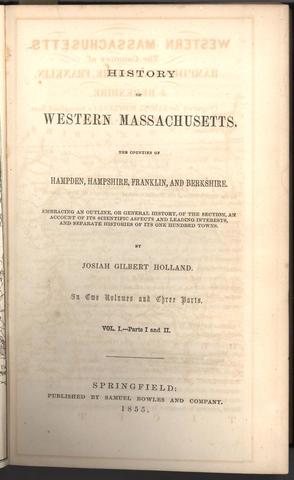 HISTORY
OF
WESTERN MASSACHUSETTS.
THE COUNTIES OF
HAMPDEN, HAMPSHIRE, FRANKLIN, AND BERKSHIRE.
EMBRACING AN OUTLINE, OR GENERAL HISTORY, OF THE SECTION, AN
ACCOUNT OF ITS SCIENTIFIC ASPECTS AND LEADING INTERESTS,
AND SEPARATE HISTORIES OF ITS ONE HUNDRED TOWNS.
BY
JOSIAH GILBERT HOLLAND.
In Two Volumes and Three Parts.
VOL. I.—Parts I and II.
SPRINGFIELD:
PUBLISHED BY SAMUEL BOWLES AND COMPANY.
1855.